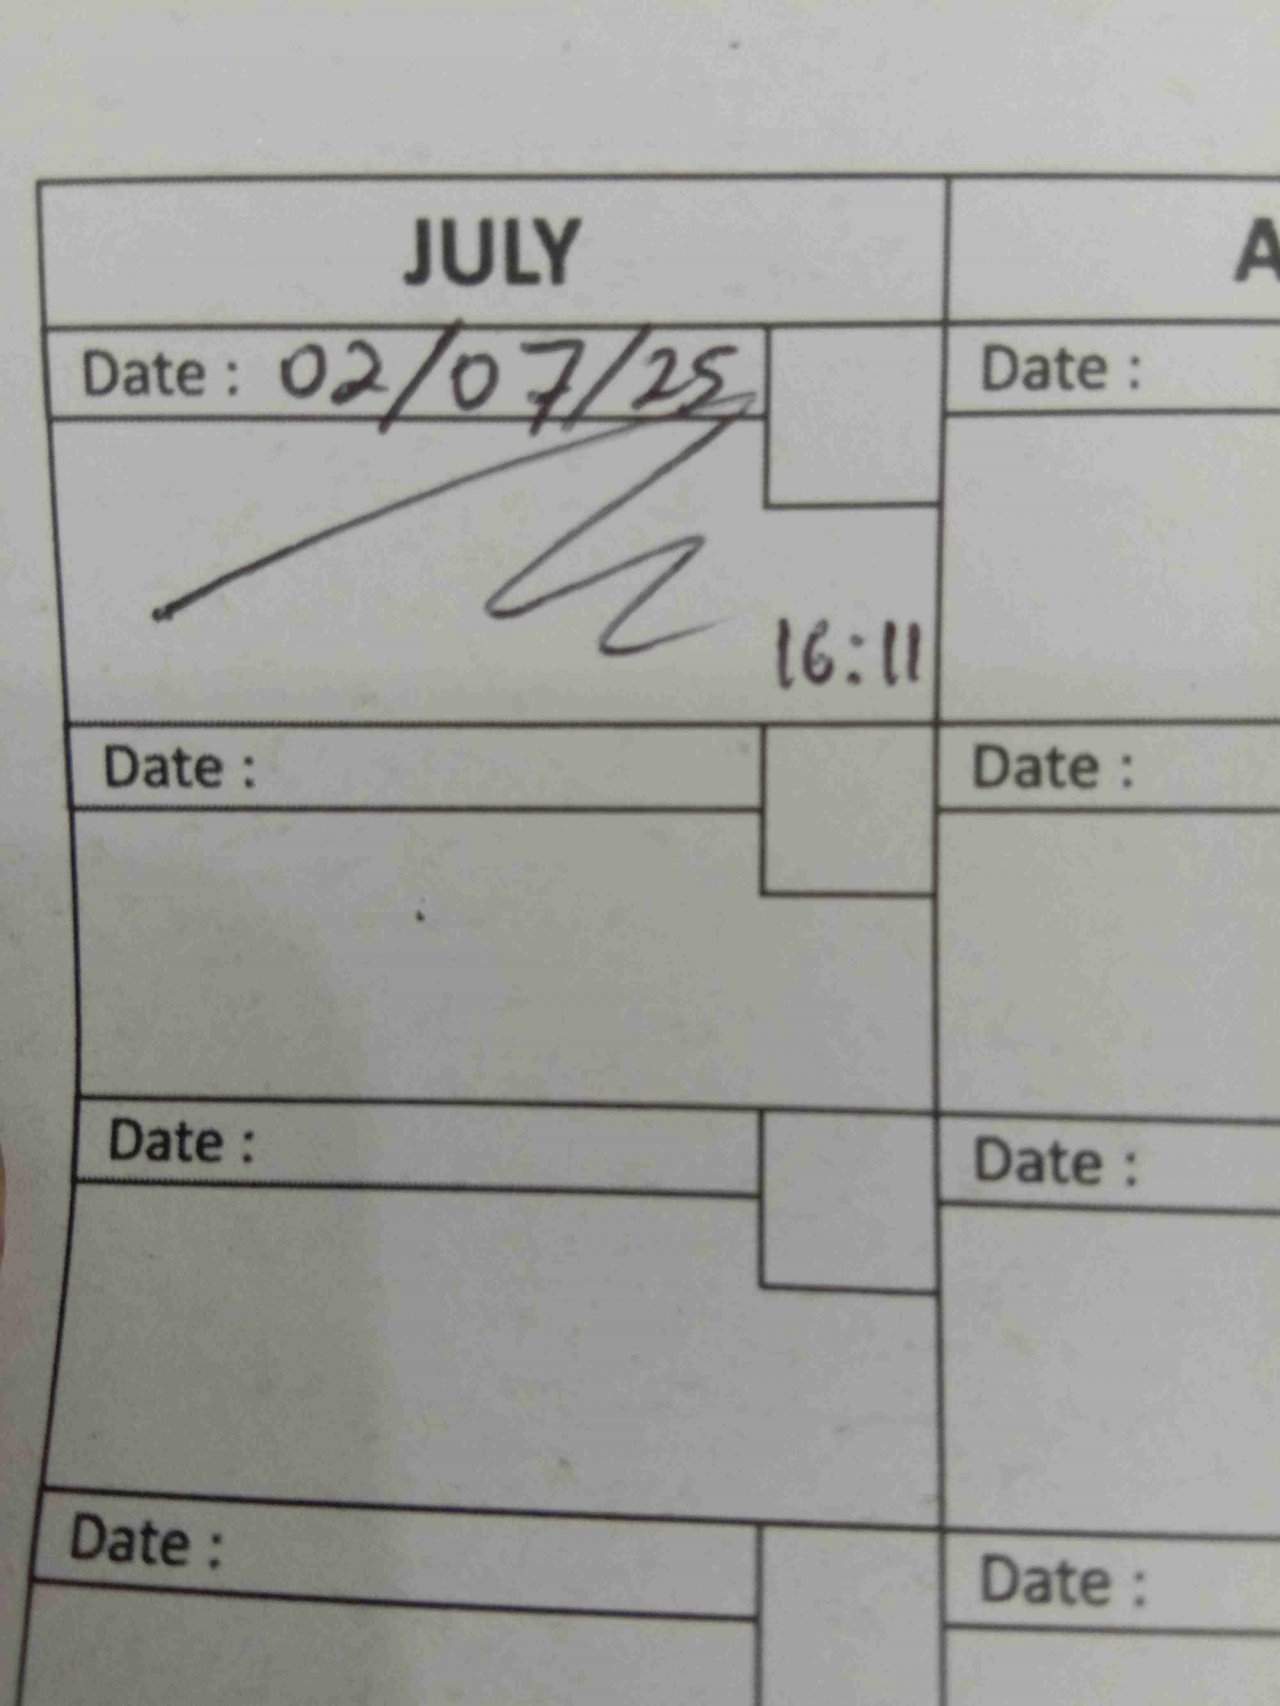 JULY A
Date : 02/07/25 Date :
16:11
Date : Date :
Date : Date :
Date : Date :